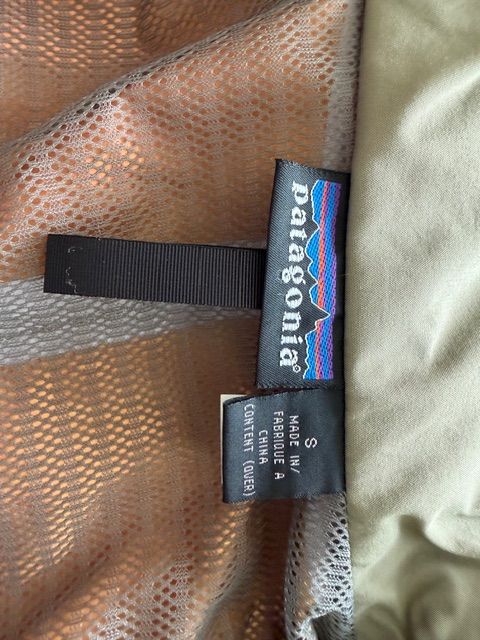 patagonia®
S
MADE IN/
FABRIQUE A
CHINA
CONTENT (OVER)